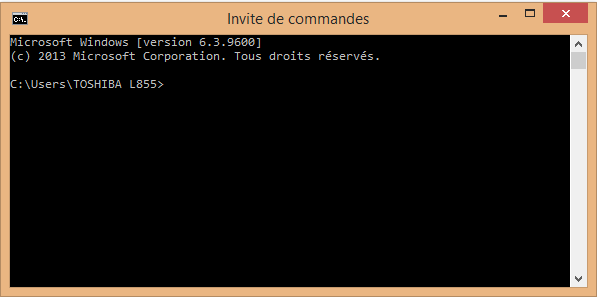 Invite de commandes
Microsoft Windows [version 6.3.9600]
(c) 2013 Microsoft Corporation. Tous droits réservés.
C:\Users\TOSHIBA L855>